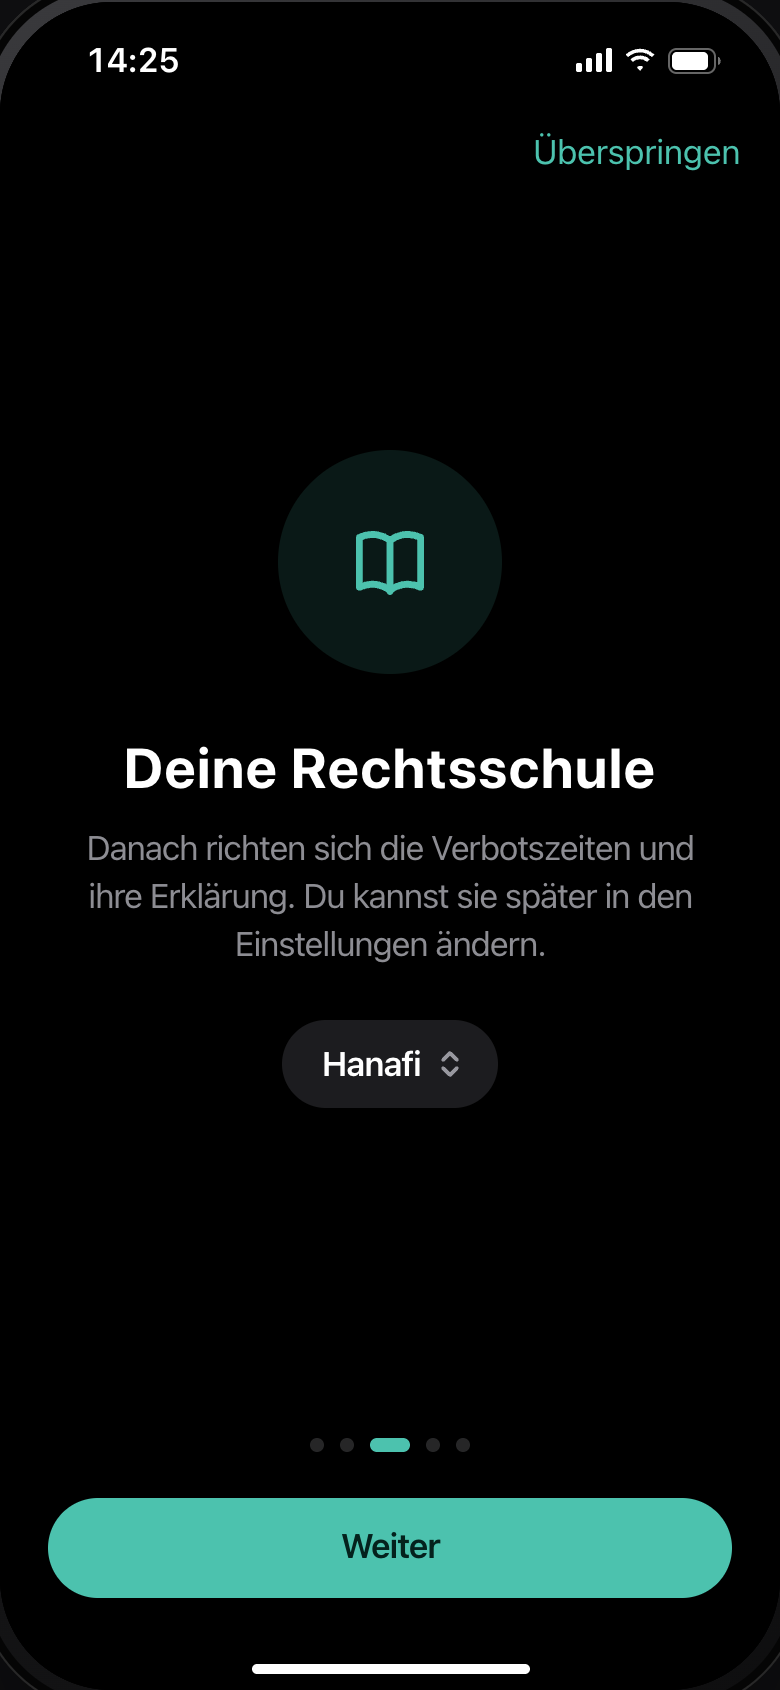 14:25
Überspringen
Deine Rechtsschule
Danach richten sich die Verbotszeiten und
ihre Erklärung. Du kannst sie später in den
Einstellungen ändern.
Hanafi
Weiter